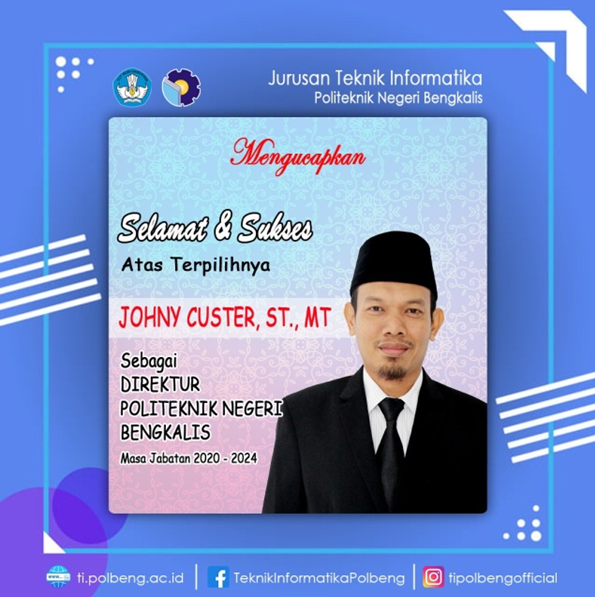 Jurusan Teknik Informatika
Politeknik Negeri Bengkalis
Mengucapkan
Selamat & Sukses
Atas Terpilihnya
JOHNY CUSTER, ST., MT
Sebagai
DIREKTUR
POLITEKNIK NEGERI
BENGKALIS
Masa Jabatan 2020 - 2024
ti.polbeng.ac.id | TeknikInformatikaPolbeng | tipolbengofficial